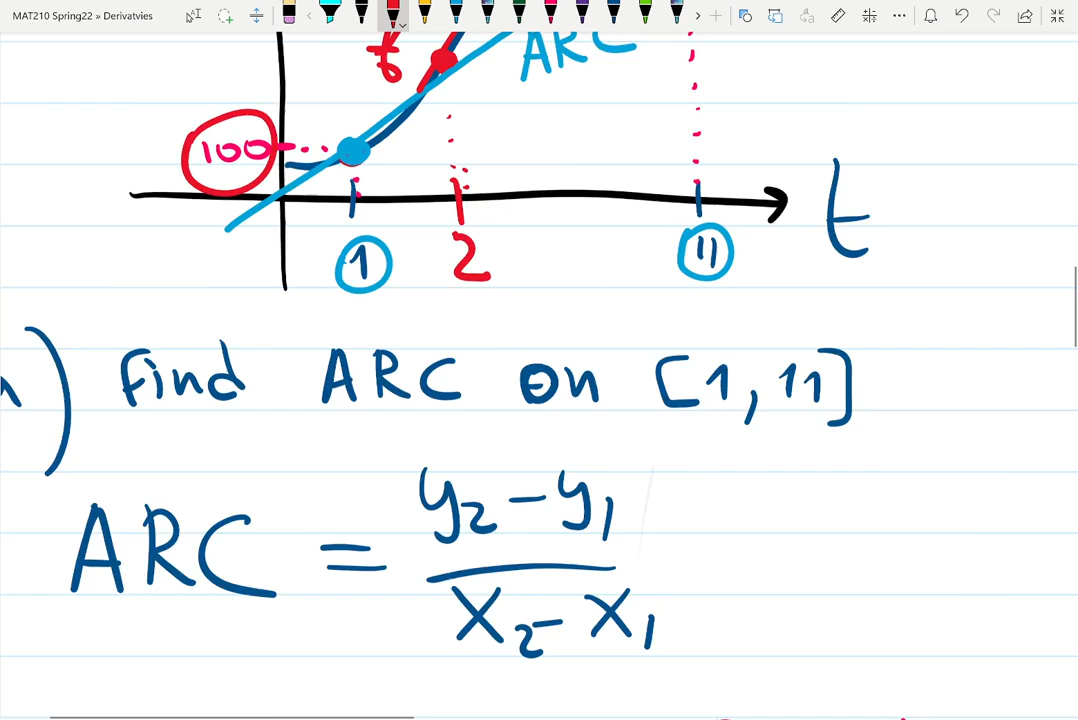 MAT210 Spring22 » Derivatvies
ARC
100
t
1 2 11
) Find ARC on [1, 11]
ARC = y2 - y1
x2 - x1